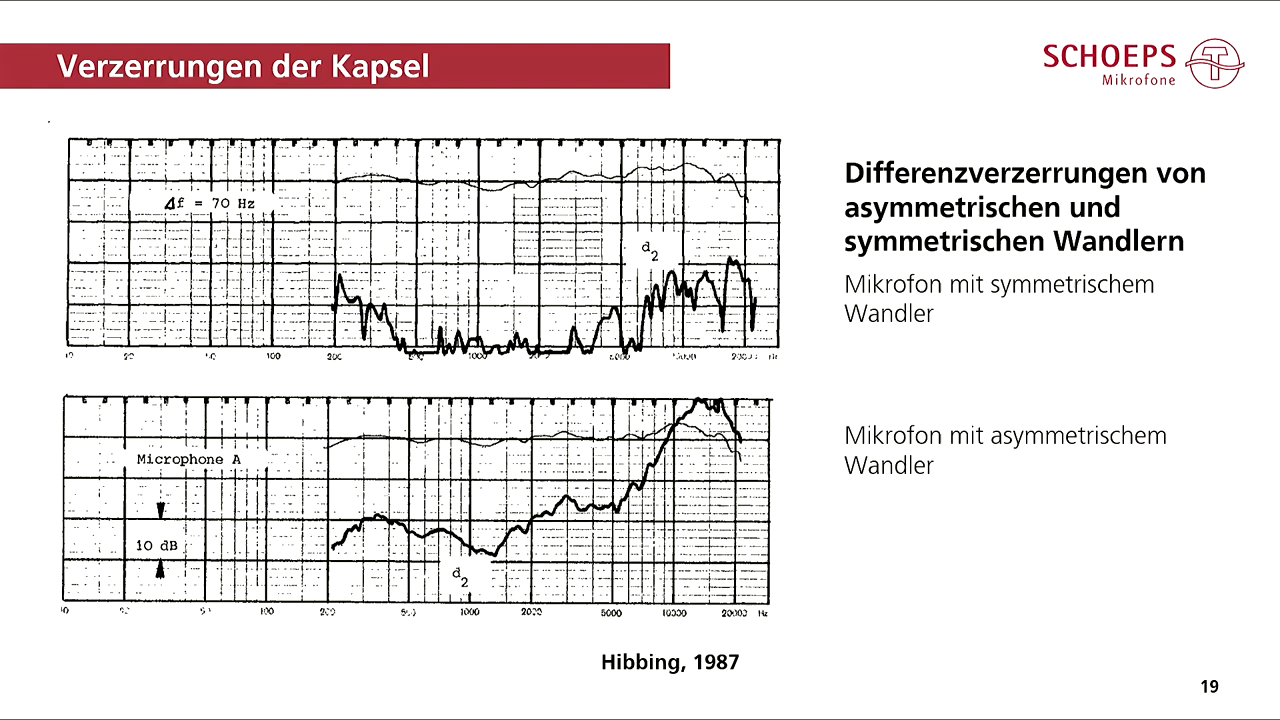 Verzerrungen der Kapsel
SCHOEPS
Mikrofone
Δf = 70 Hz
d2
100
200
1000
Hz
Differenzverzerrungen von
asymmetrischen und
symmetrischen Wandlern
Mikrofon mit symmetrischem
Wandler
Microphone A
10 dB
d2
100
1000
2000
5000
10000
20000 Hz
Mikrofon mit asymmetrischem
Wandler
Hibbing, 1987
19